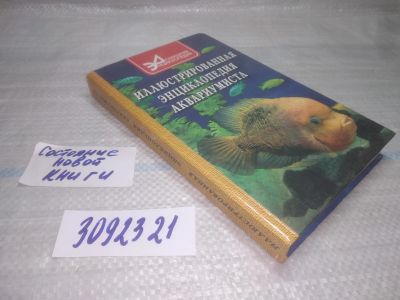 ИЛЛЮСТРИРОВАННАЯ
ЭНЦИКЛОПЕДИЯ
АКВАРИУМИСТА
Состояние
новой
книги
3092321